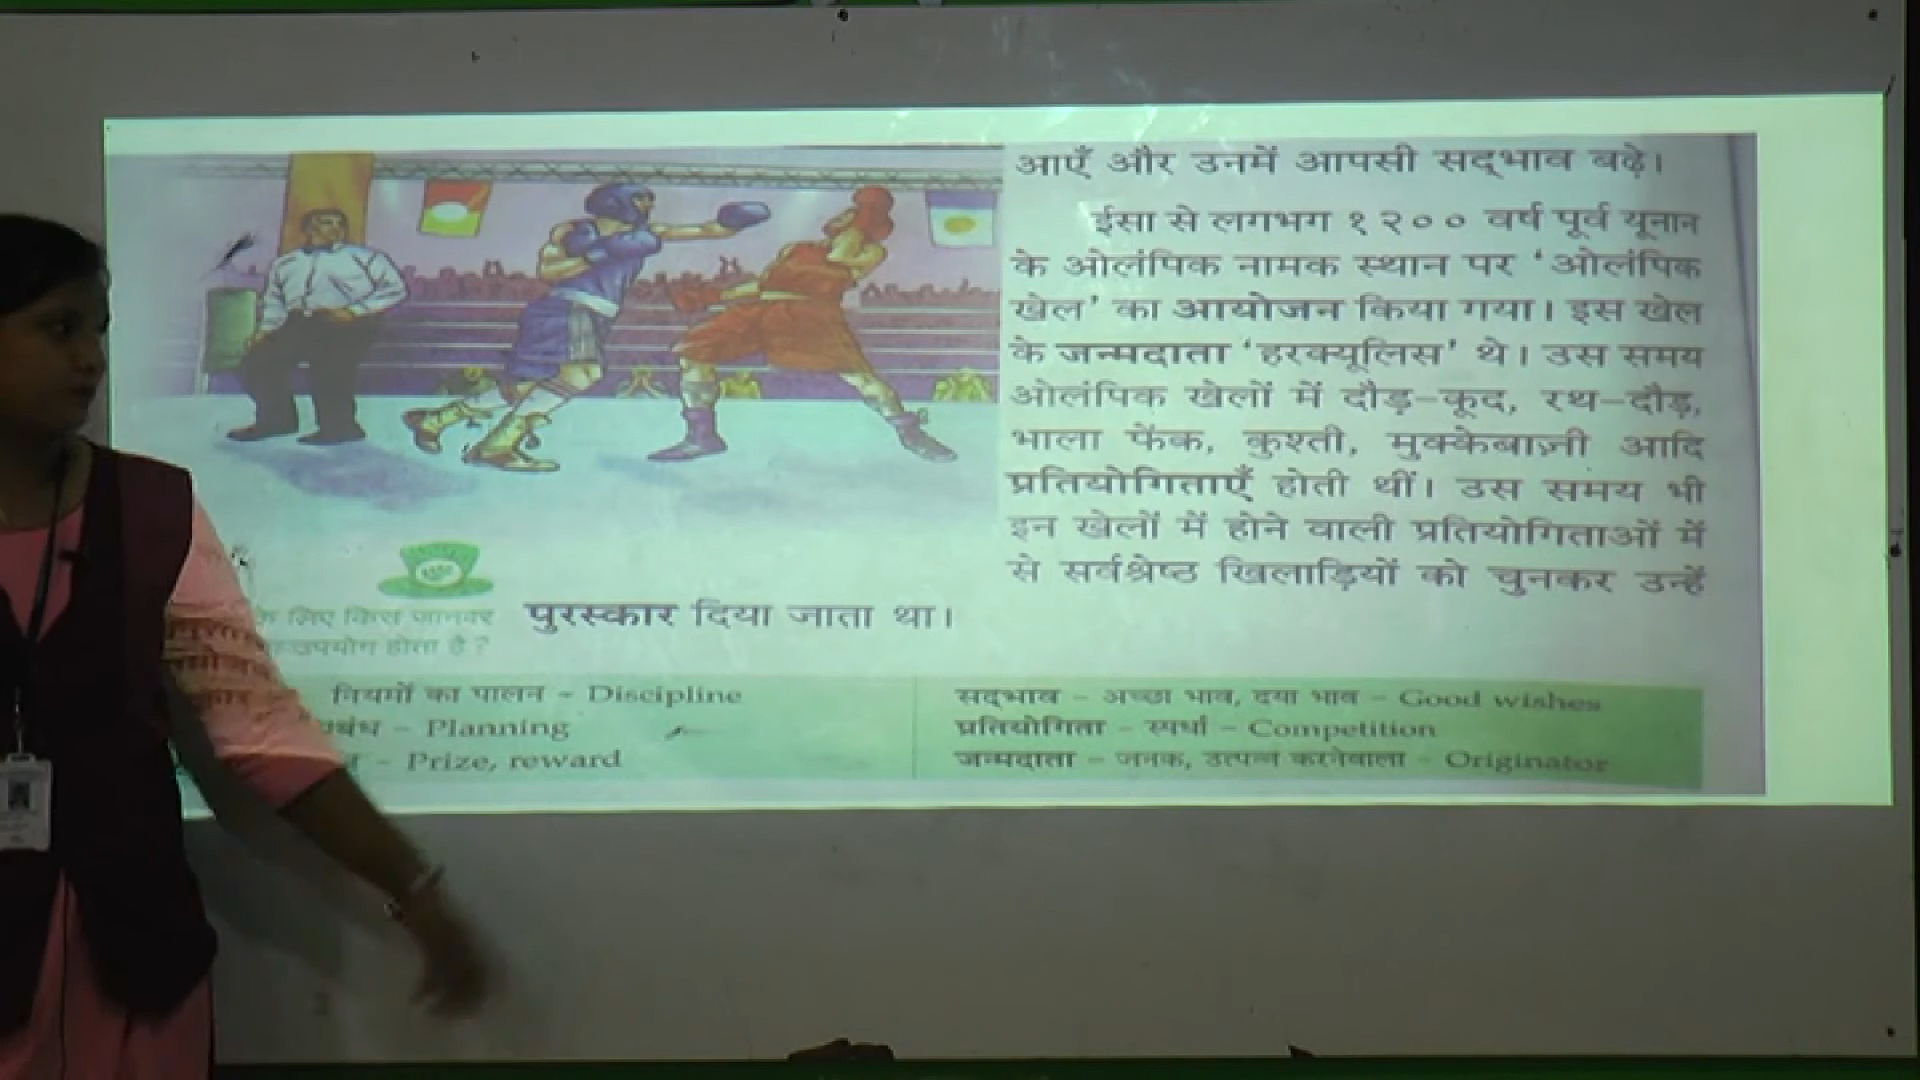 आएँ और उनमें आपसी सद्‌भाव बढ़े।
ईसा से लगभग १२०० वर्ष पूर्व यूनान
के ओलंपिक नामक स्थान पर 'ओलंपिक
खेल' का आयोजन किया गया। इस खेल
के जन्मदाता 'हरक्यूलिस' थे। उस समय
ओलंपिक खेलों में दौड़-कूद, रथ-दौड़,
भाला फेंक, कुश्ती, मुक्केबाज़ी आदि
प्रतियोगिताएँ होती थीं। उस समय भी
इन खेलों में होने वाली प्रतियोगिताओं में
से सर्वश्रेष्ठ खिलाड़ियों को चुनकर उन्हें
पुरस्कार दिया जाता था।
के लिए किस जानवर
उपयोग होता है?
नियमों का पालन - Discipline
- Planning
- Prize, reward
सद्‌भाव - अच्छा भाव, दया भाव - Good wishes
प्रतियोगिता - स्पर्धा - Competition
जन्मदाता - जनक, उत्पन्न करनेवाला - Originator